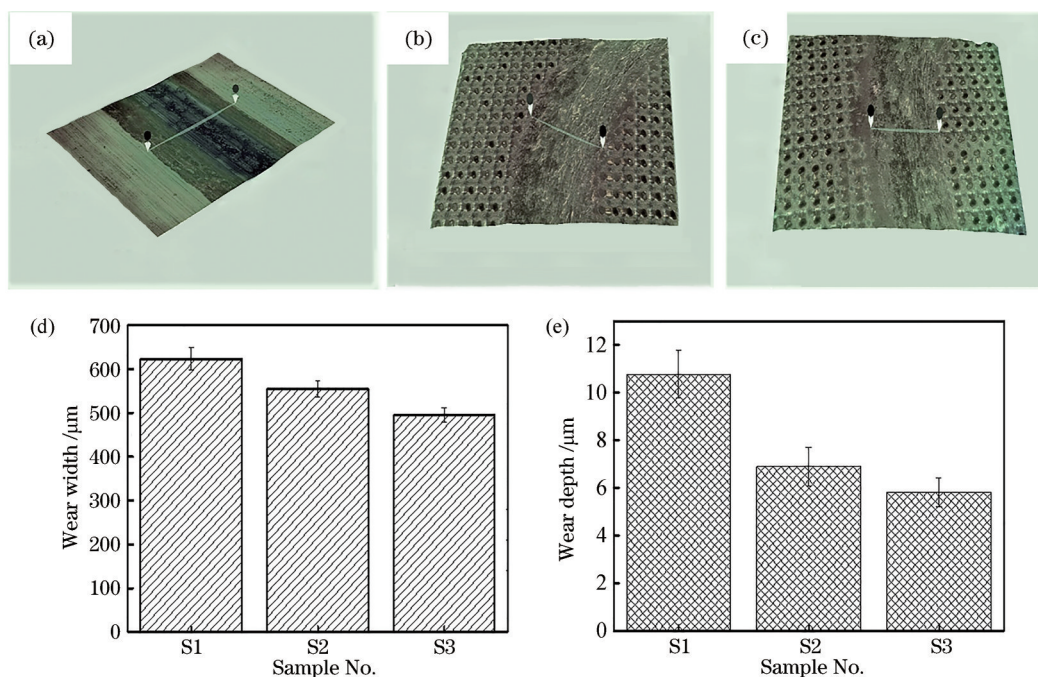 (a)
(b)
(c)
(d)
Wear width /μm
700
600
500
400
300
200
100
0
S1 S2 S3
Sample No.
(e)
Wear depth /μm
12
10
8
6
4
2
0
S1 S2 S3
Sample No.